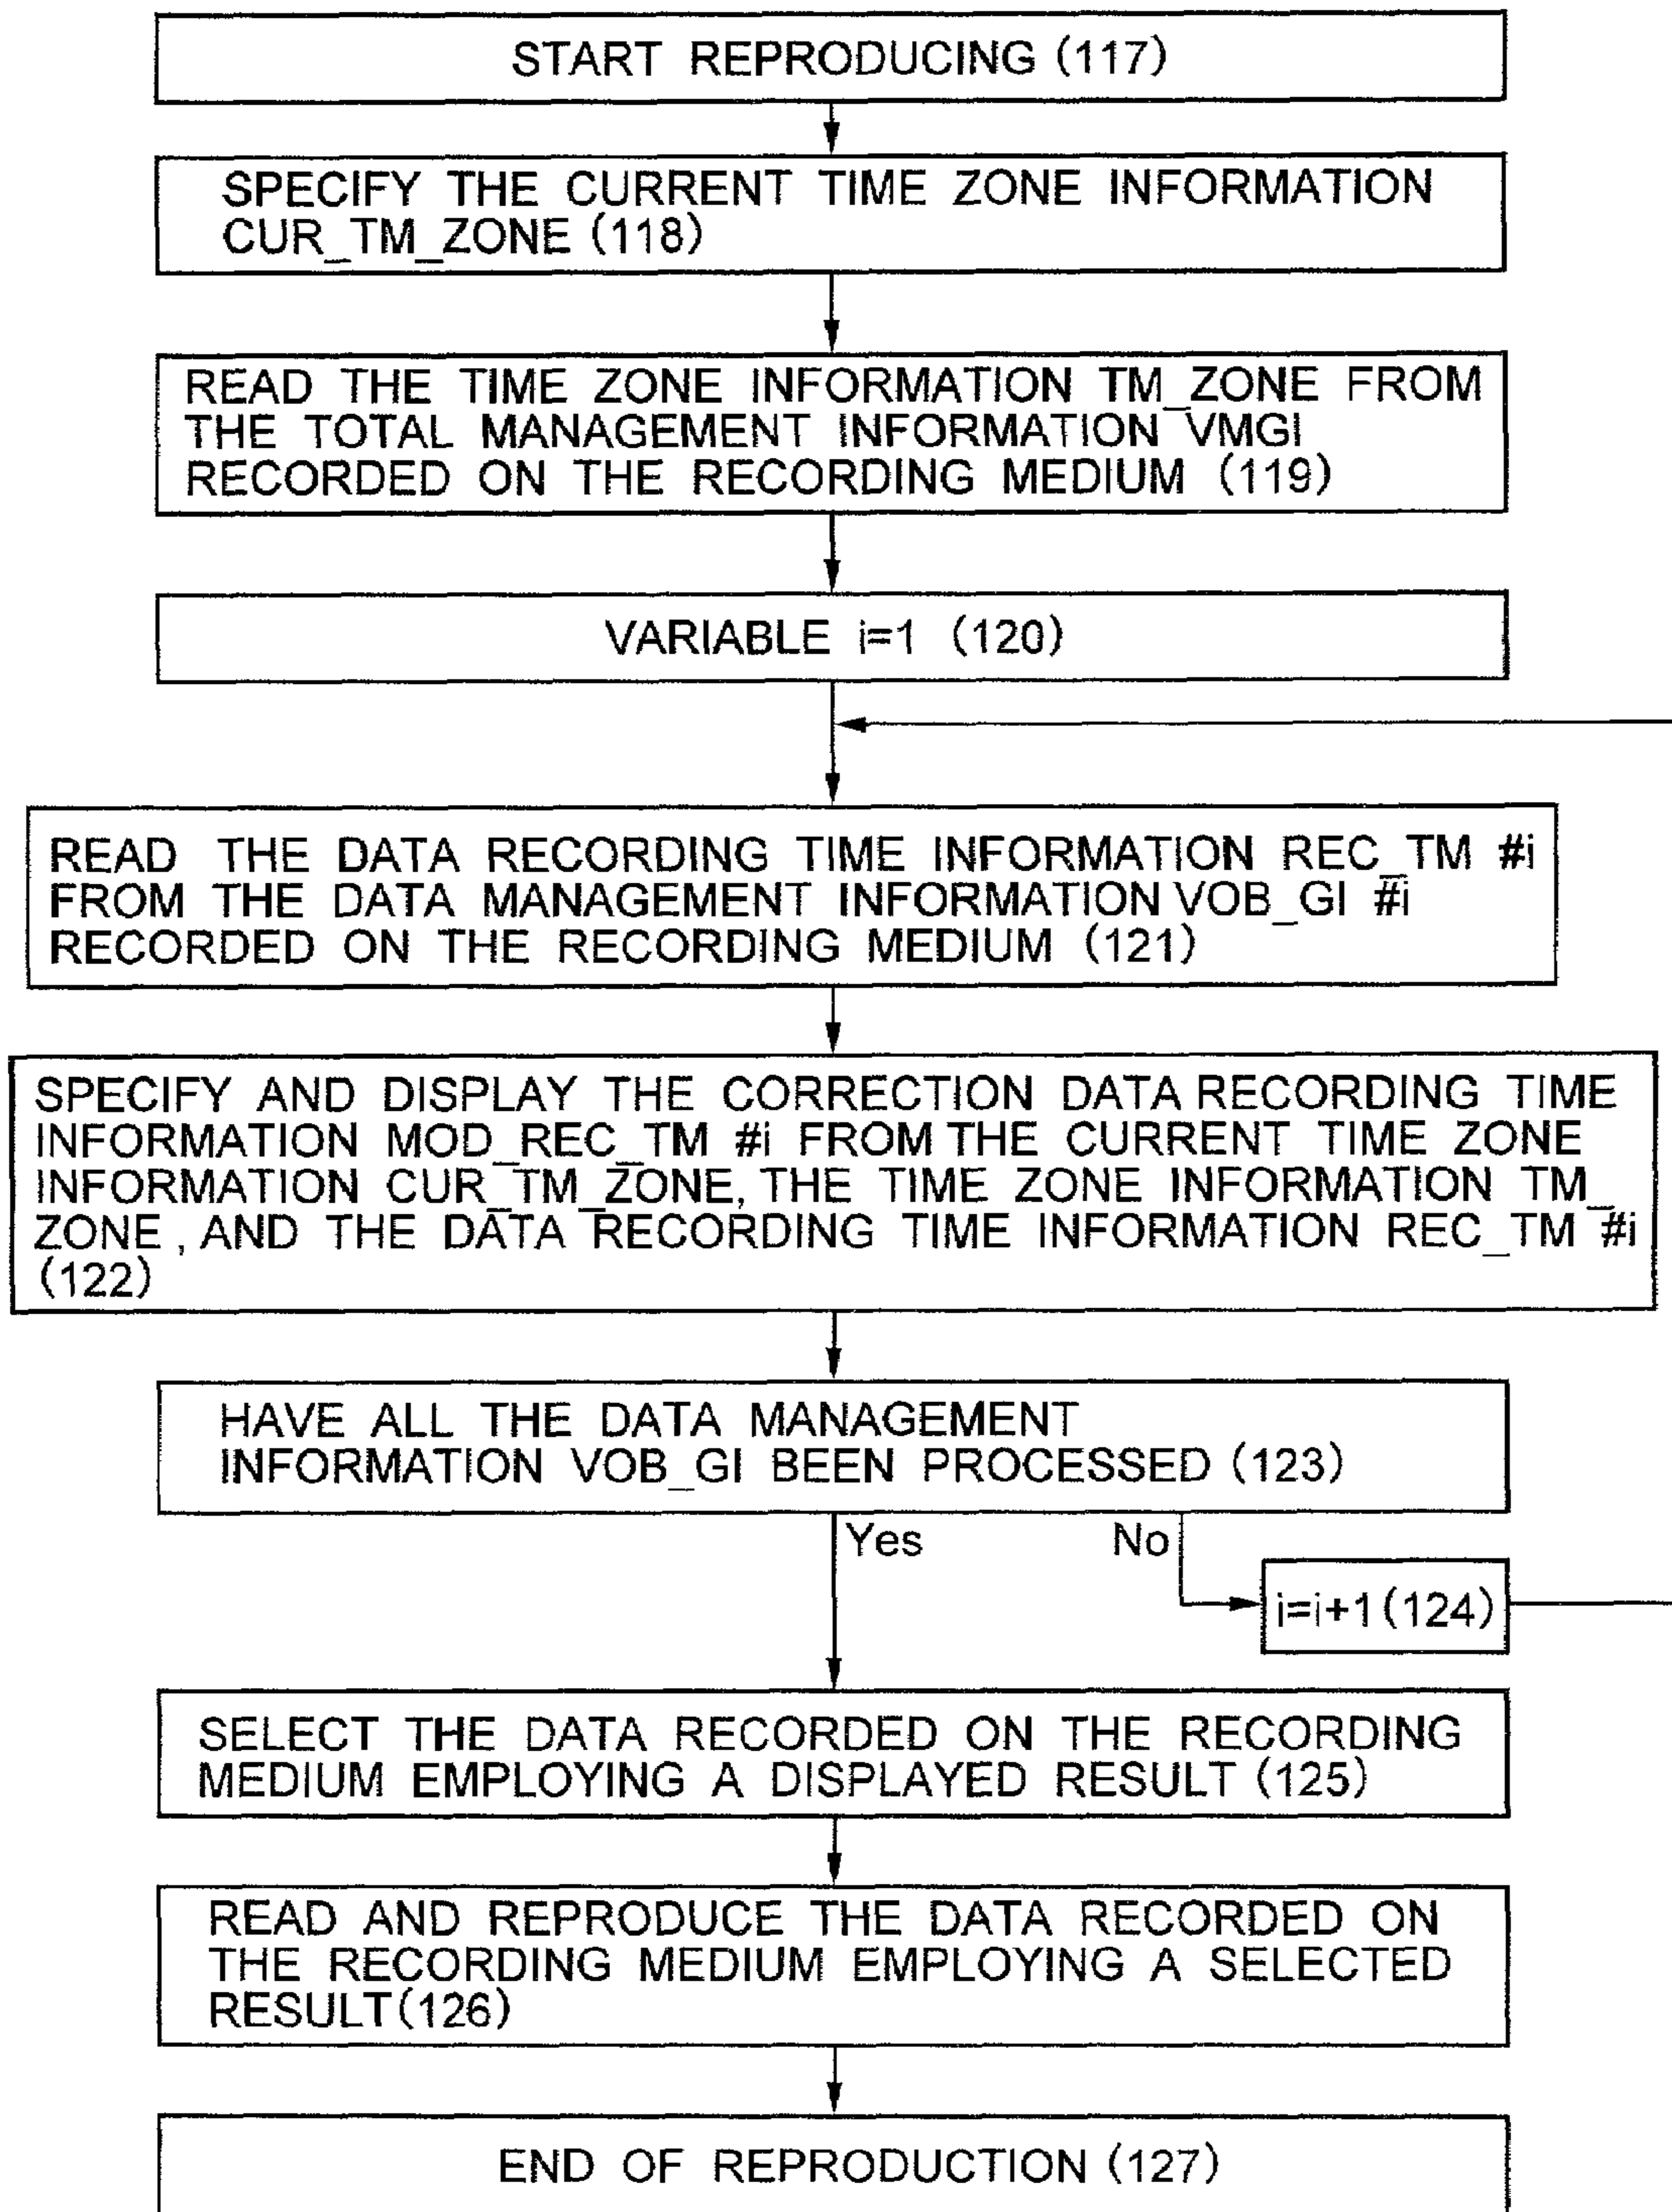 START REPRODUCING (117)
SPECIFY THE CURRENT TIME ZONE INFORMATION
CUR_TM_ZONE (118)
READ THE TIME ZONE INFORMATION TM_ZONE FROM
THE TOTAL MANAGEMENT INFORMATION VMGI
RECORDED ON THE RECORDING MEDIUM (119)
VARIABLE i=1 (120)
READ THE DATA RECORDING TIME INFORMATION REC_TM #i
FROM THE DATA MANAGEMENT INFORMATION VOB_GI #i
RECORDED ON THE RECORDING MEDIUM (121)
SPECIFY AND DISPLAY THE CORRECTION DATA RECORDING TIME
INFORMATION MOD_REC_TM #i FROM THE CURRENT TIME ZONE
INFORMATION CUR_TM_ZONE, THE TIME ZONE INFORMATION TM_
ZONE, AND THE DATA RECORDING TIME INFORMATION REC_TM #i
(122)
HAVE ALL THE DATA MANAGEMENT
INFORMATION VOB_GI BEEN PROCESSED (123)
Yes No
i=i+1 (124)
SELECT THE DATA RECORDED ON THE RECORDING
MEDIUM EMPLOYING A DISPLAYED RESULT (125)
READ AND REPRODUCE THE DATA RECORDED ON
THE RECORDING MEDIUM EMPLOYING A SELECTED
RESULT (126)
END OF REPRODUCTION (127)